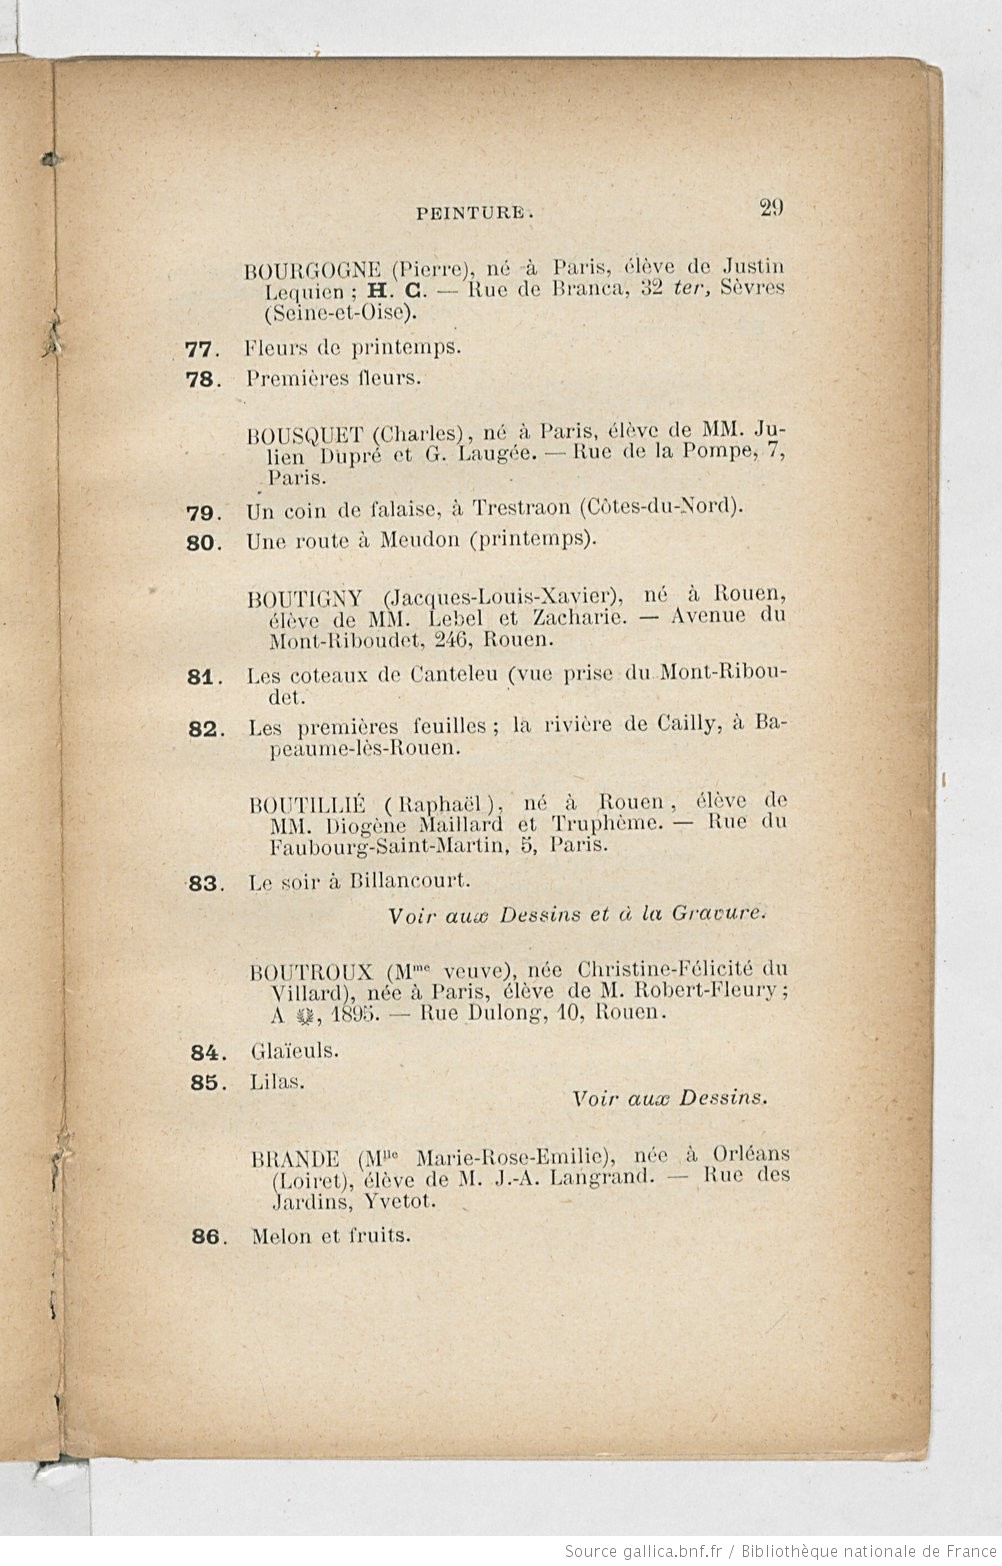 PEINTURE.
29
BOURGOGNE (Pierre), né à Paris, élève de Justin
Lequien ; H. C. — Rue de Branca, 32 ter, Sèvres
(Seine-et-Oise).
77. Fleurs de printemps.
78. Premières fleurs.
BOUSQUET (Charles), né à Paris, élève de MM. Ju-
lien Dupré et G. Laugée. — Rue de la Pompe, 7,
Paris.
79. Un coin de falaise, à Trestraon (Côtes-du-Nord).
80. Une route à Meudon (printemps).
BOUTIGNY (Jacques-Louis-Xavier), né à Rouen,
élève de MM. Lebel et Zacharie. — Avenue du
Mont-Riboudet, 246, Rouen.
81. Les coteaux de Canteleu (vue prise du Mont-Ribou-
det.
82. Les premières feuilles ; la rivière de Cailly, à Ba-
peaume-lès-Rouen.
BOUTILLIÉ (Raphaël), né à Rouen, élève de
MM. Diogène Maillard et Truphème. — Rue du
Faubourg-Saint-Martin, 5, Paris.
83. Le soir à Billancourt.
Voir aux Dessins et à la Gravure.
BOUTROUX (Mme veuve), née Christine-Félicité du
Villard), née à Paris, élève de M. Robert-Fleury ;
A , 1895. — Rue Dulong, 10, Rouen.
84. Glaïeuls.
85. Lilas.
Voir aux Dessins.
BRANDE (Mlle Marie-Rose-Emilie), née à Orléans
(Loiret), élève de M. J.-A. Langrand. — Rue des
Jardins, Yvetot.
86. Melon et fruits.
Source gallica.bnf.fr / Bibliothèque nationale de France